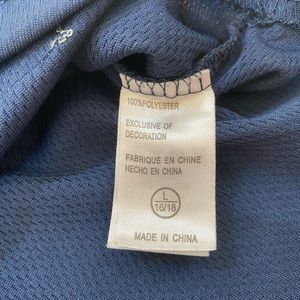 100%POLYESTER
EXCLUSIVE OF
DECORATION
FABRIQUE EN CHINE
HECHO EN CHINA
L
16/18
MADE IN CHINA